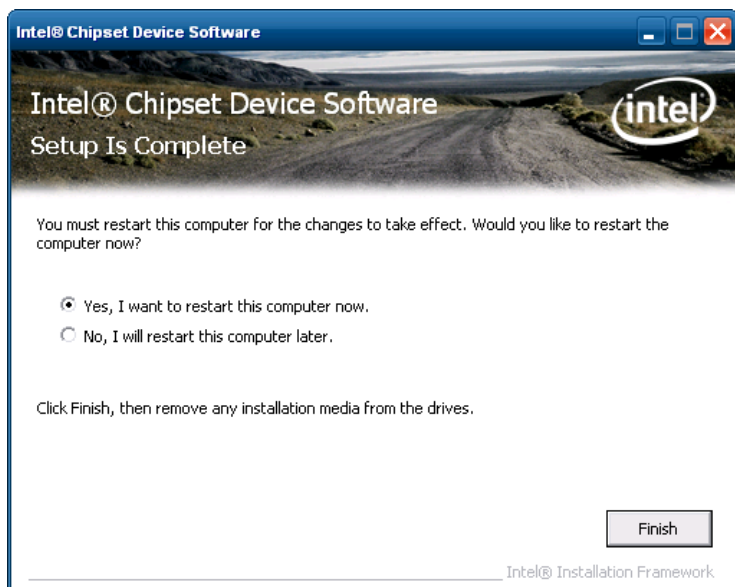 Intel® Chipset Device Software
Intel® Chipset Device Software
intel
Setup Is Complete
You must restart this computer for the changes to take effect. Would you like to restart the
computer now?
Yes, I want to restart this computer now.
No, I will restart this computer later.
Click Finish, then remove any installation media from the drives.
Finish
Intel® Installation Framework